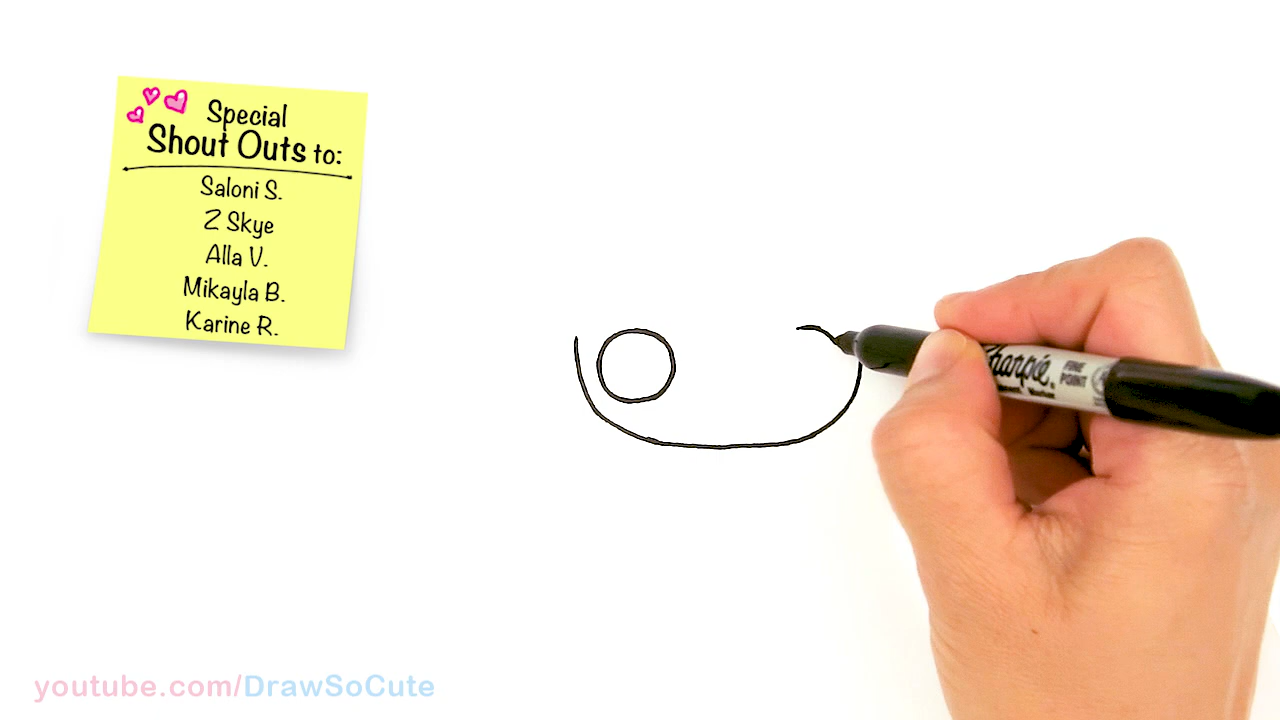 Special
Shout Outs to:
Saloni S.
Z Skye
Alla V.
Mikayla B.
Karine R.
Sharpie
FINE
POINT
youtube.com/DrawSoCute